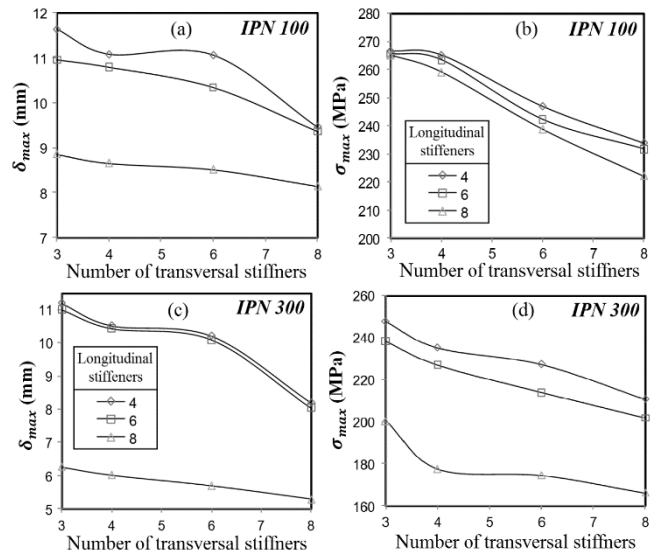 (a) IPN 100
12
11
10
9
8
7
δmax (mm)
3 4 5 6 7 8
Number of transversal stiffners
(b) IPN 100
280
270
260
250
240
230
220
210
200
σmax (MPa)
Longitudinal
stiffeners
4
6
8
3 4 5 6 7 8
Number of transversal stiffners
(c) IPN 300
11
10
9
8
7
6
5
δmax (mm)
Longitudinal
stiffeners
4
6
8
3 4 5 6 7 8
Number of transversal stiffners
(d) IPN 300
260
240
220
200
180
160
σmax (MPa)
3 4 5 6 7 8
Number of transversal stiffners